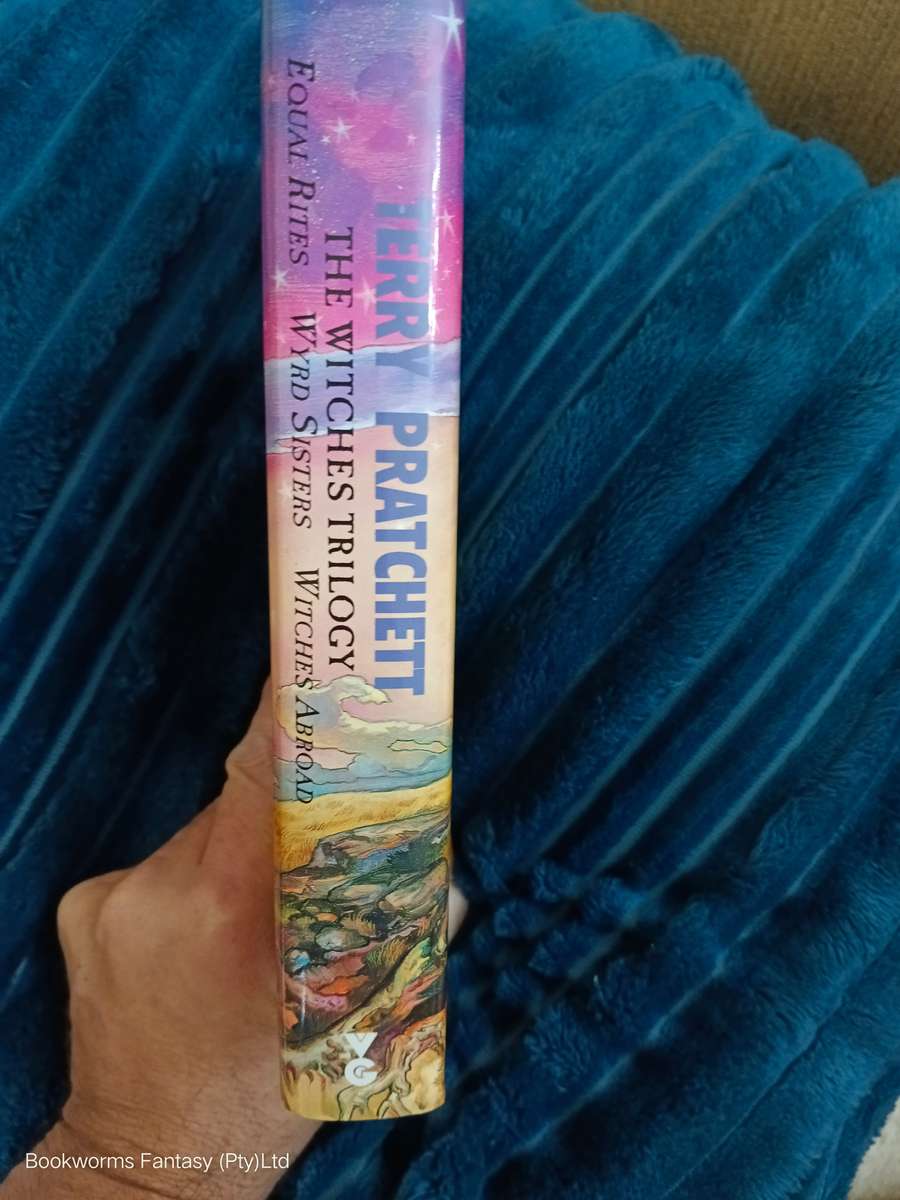 TERRY PRATCHETT
THE WITCHES TRILOGY
EQUAL RITES WYRD SISTERS WITCHES ABROAD
VG
Bookworms Fantasy (Pty)Ltd